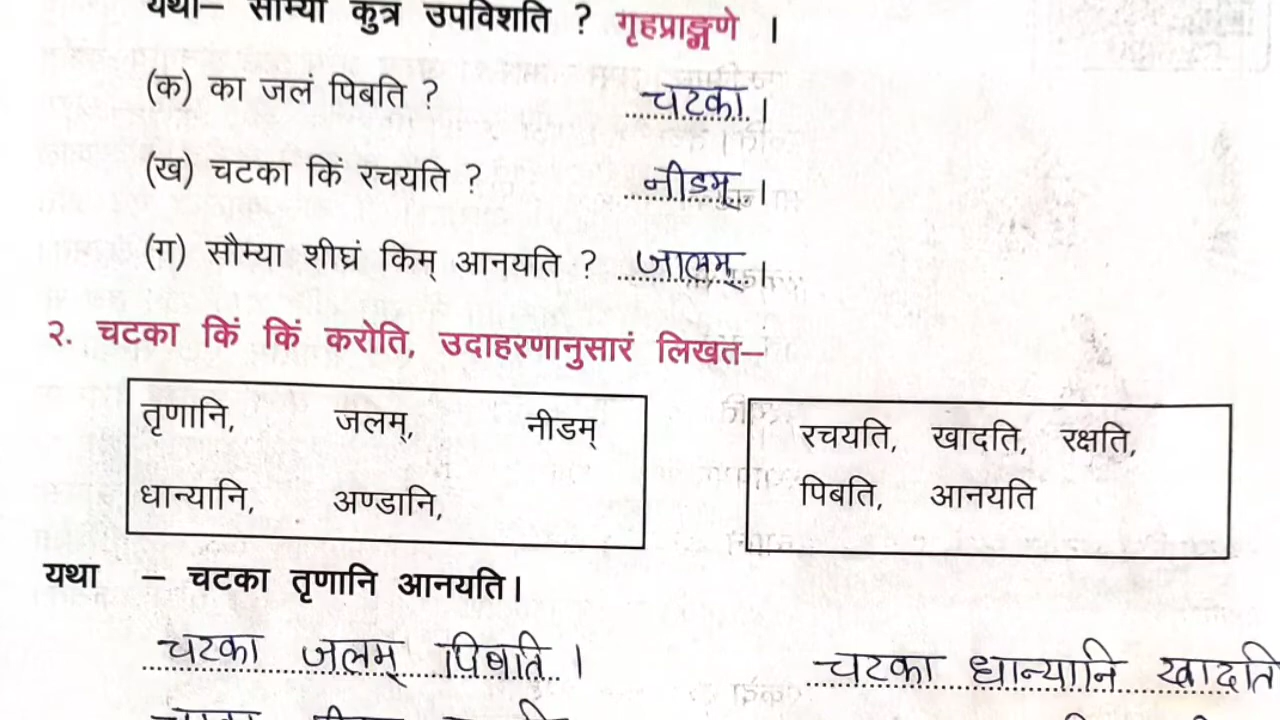 यथा– सौम्या कुत्र उपविशति ? गृहप्राङ्गणे ।
(क) का जलं पिबति ? चटका ।
(ख) चटका किं रचयति ? नीडम् ।
(ग) सौम्या शीघ्रं किम् आनयति ? जालम् ।
२. चटका किं किं करोति, उदाहरणानुसारं लिखत–
तृणानि, जलम्, नीडम्
धान्यानि, अण्डानि,
रचयति, खादति, रक्षति,
पिबति, आनयति
यथा – चटका तृणानि आनयति।
चटका जलम् पिबति । चटका धान्यानि खादति